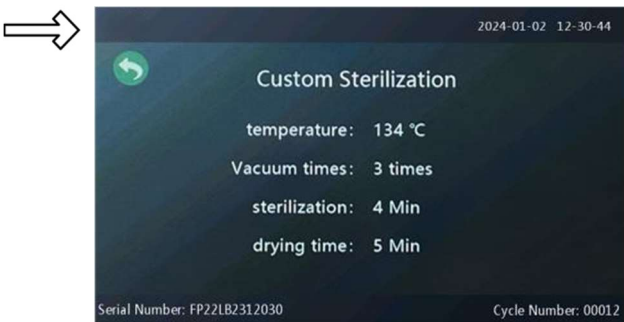 2024-01-02 12-30-44
Custom Sterilization
temperature: 134 ℃
Vacuum times: 3 times
sterilization: 4 Min
drying time: 5 Min
Serial Number: FP22LB2312030 Cycle Number: 00012